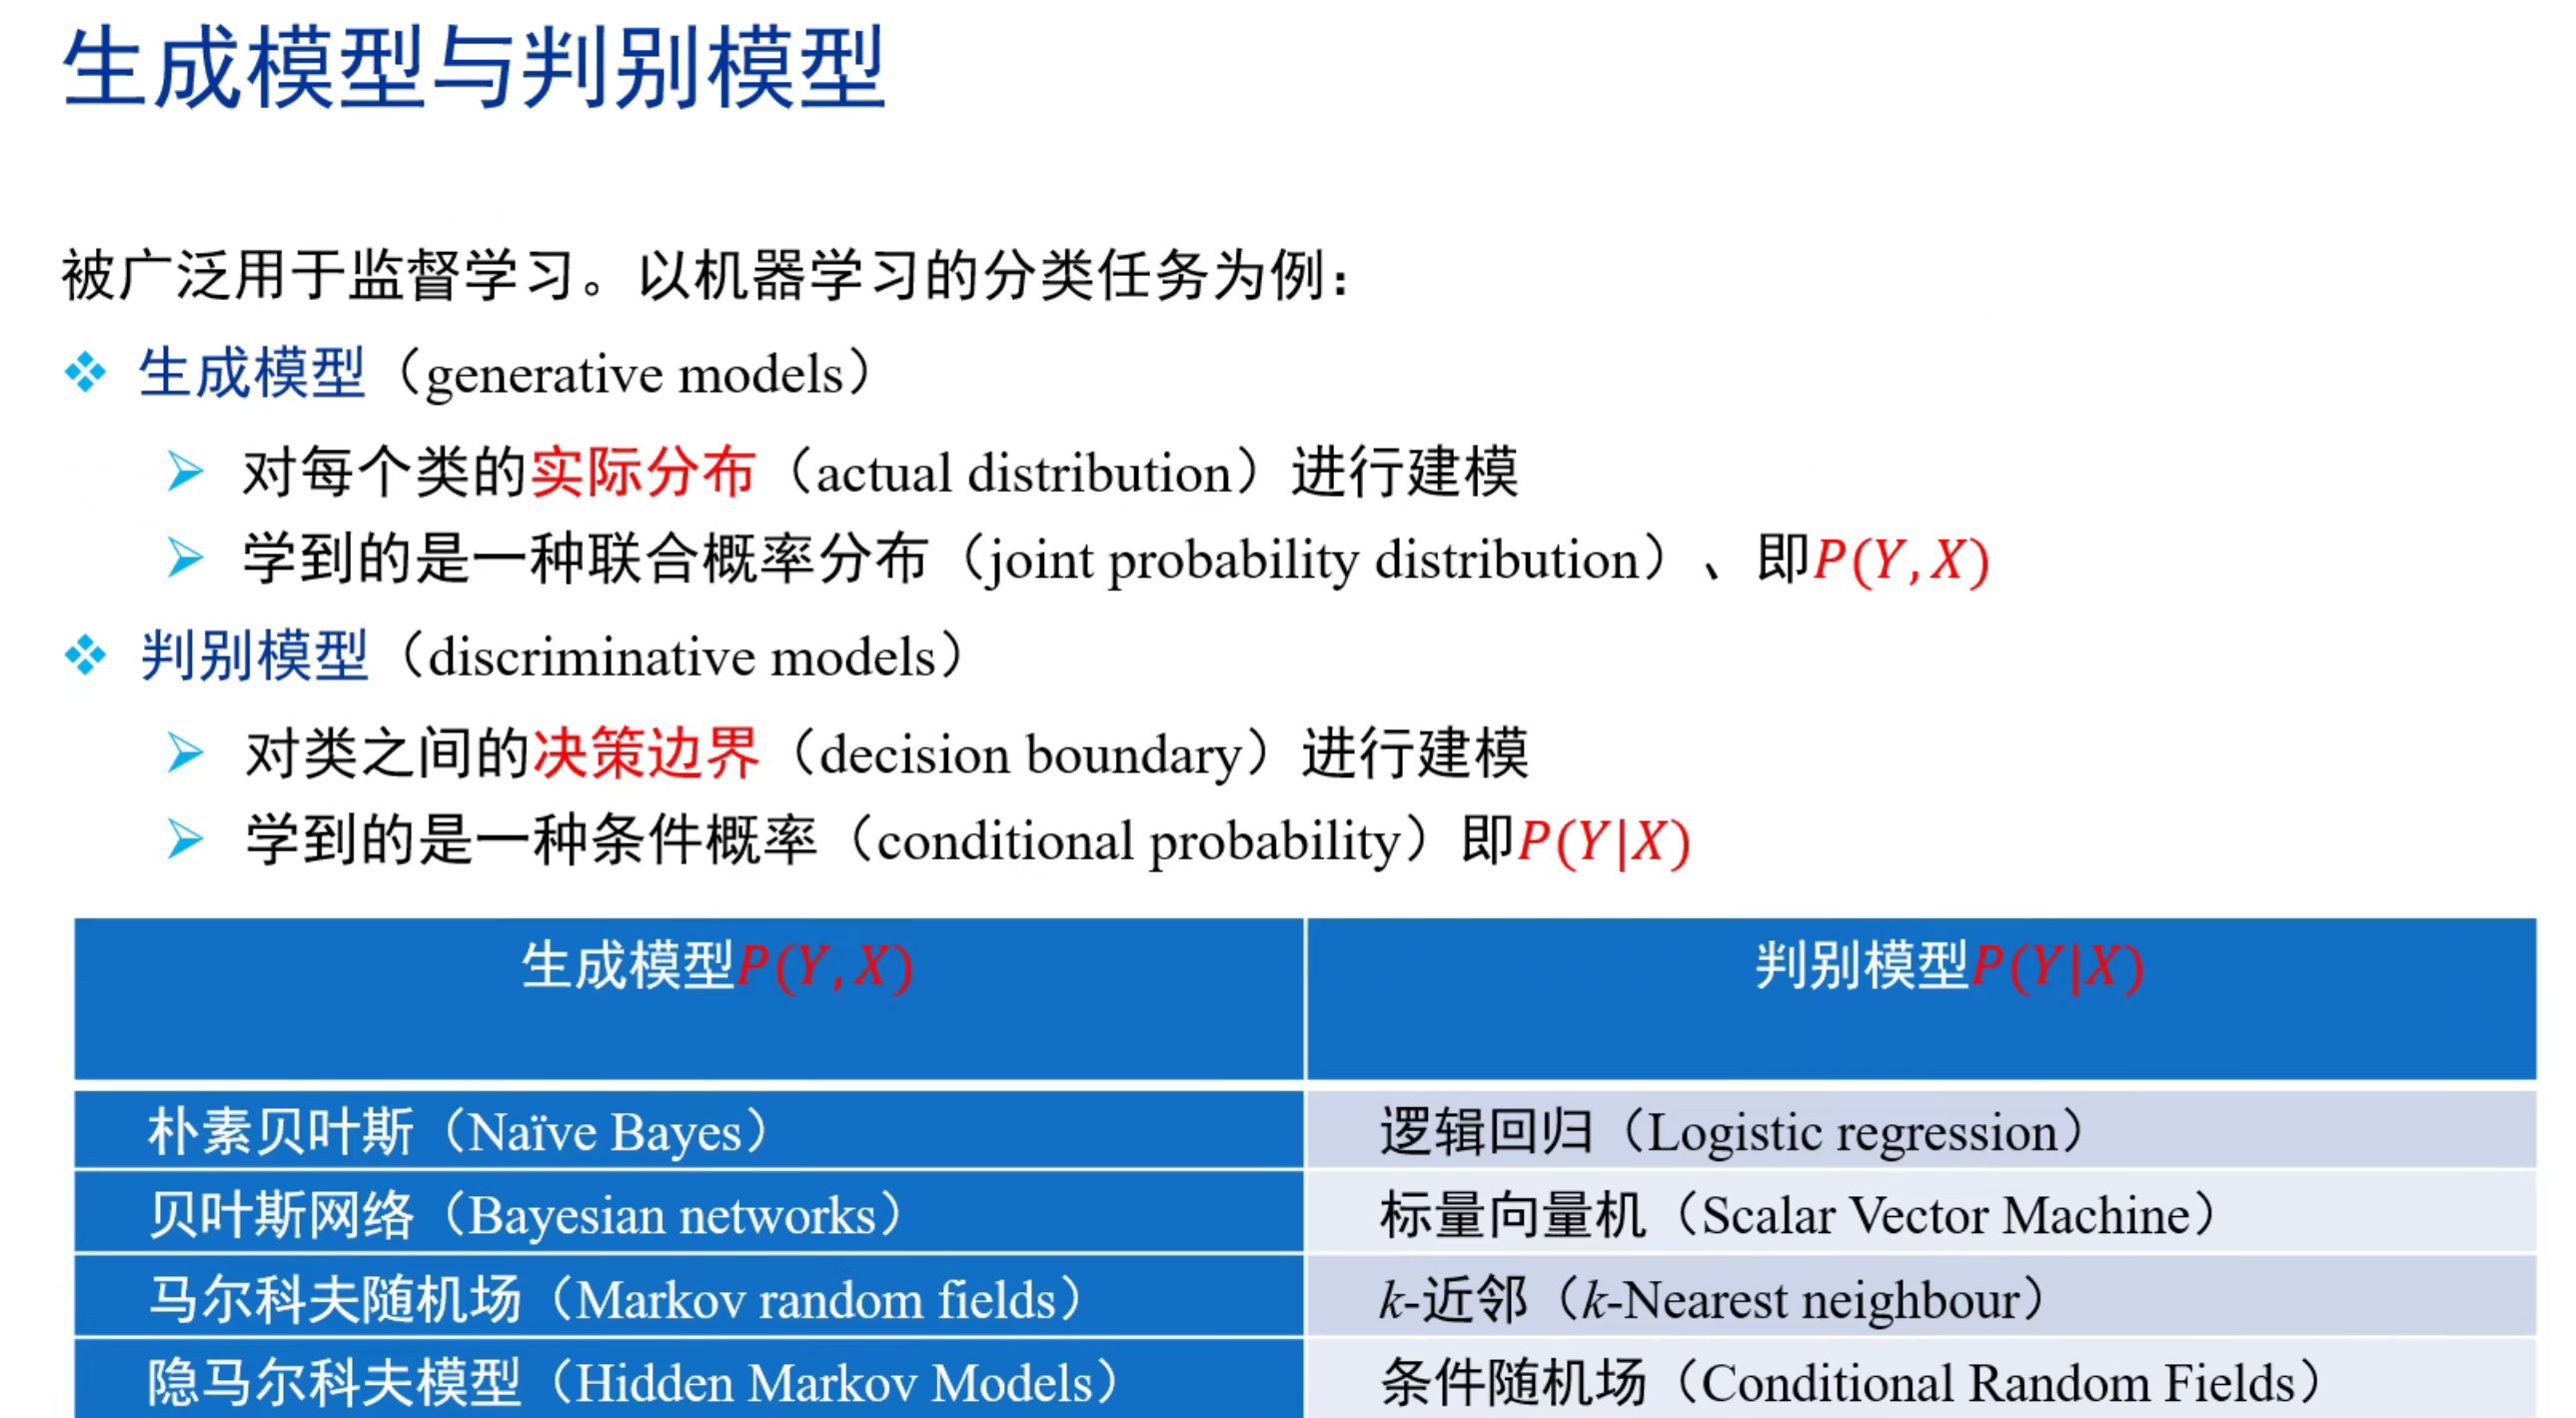 生成模型与判别模型
被广泛用于监督学习。以机器学习的分类任务为例：
生成模型（generative models）
对每个类的实际分布（actual distribution）进行建模
学到的是一种联合概率分布（joint probability distribution）、即P(Y,X)
判别模型（discriminative models）
对类之间的决策边界（decision boundary）进行建模
学到的是一种条件概率（conditional probability）即P(Y|X)
生成模型P(Y,X)
判别模型P(Y|X)
朴素贝叶斯（Naïve Bayes）
逻辑回归（Logistic regression）
贝叶斯网络（Bayesian networks）
标量向量机（Scalar Vector Machine）
马尔科夫随机场（Markov random fields）
k-近邻（k-Nearest neighbour）
隐马尔科夫模型（Hidden Markov Models）
条件随机场（Conditional Random Fields）